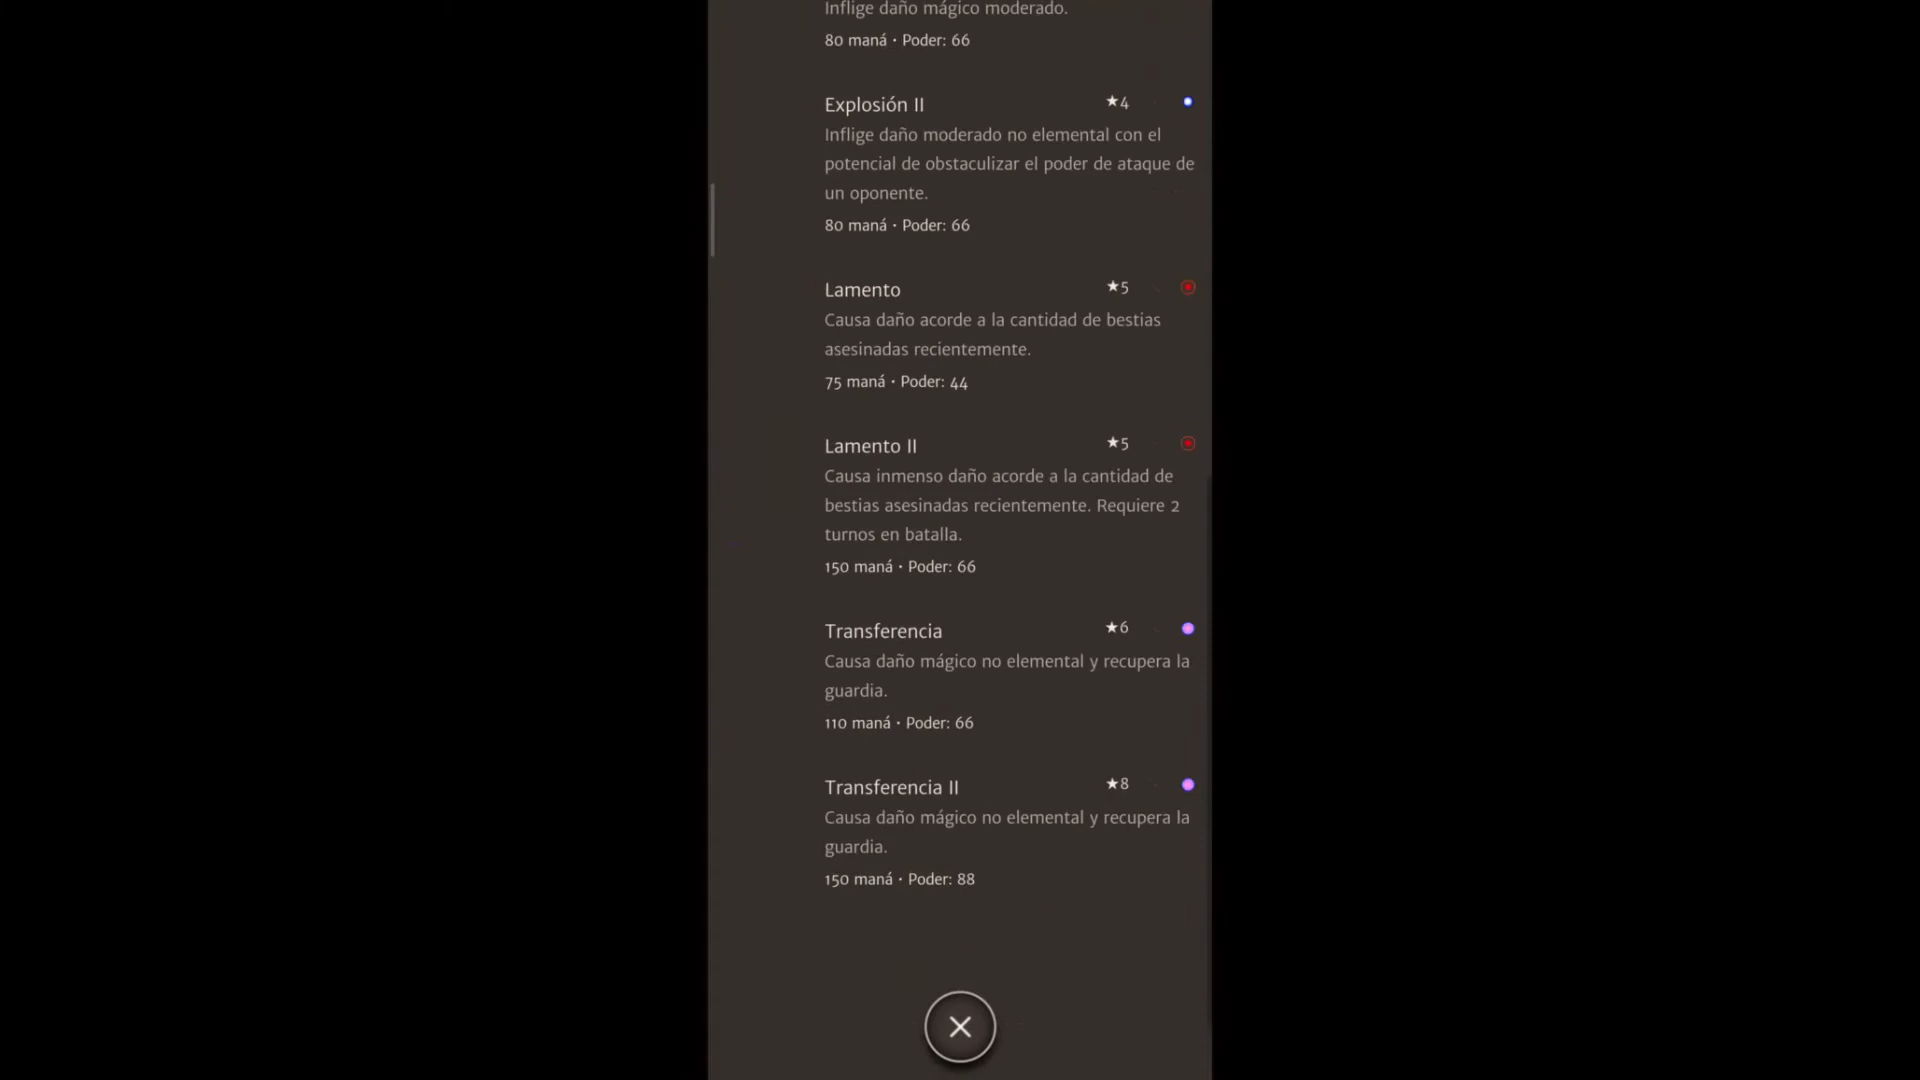 Inflige daño mágico moderado.
80 maná • Poder: 66
Explosión II ★4
Inflige daño moderado no elemental con el
potencial de obstaculizar el poder de ataque de
un oponente.
80 maná • Poder: 66
Lamento ★5
Causa daño acorde a la cantidad de bestias
asesinadas recientemente.
75 maná • Poder: 44
Lamento II ★5
Causa inmenso daño acorde a la cantidad de
bestias asesinadas recientemente. Requiere 2
turnos en batalla.
150 maná • Poder: 66
Transferencia ★6
Causa daño mágico no elemental y recupera la
guardia.
110 maná • Poder: 66
Transferencia II ★8
Causa daño mágico no elemental y recupera la
guardia.
150 maná • Poder: 88